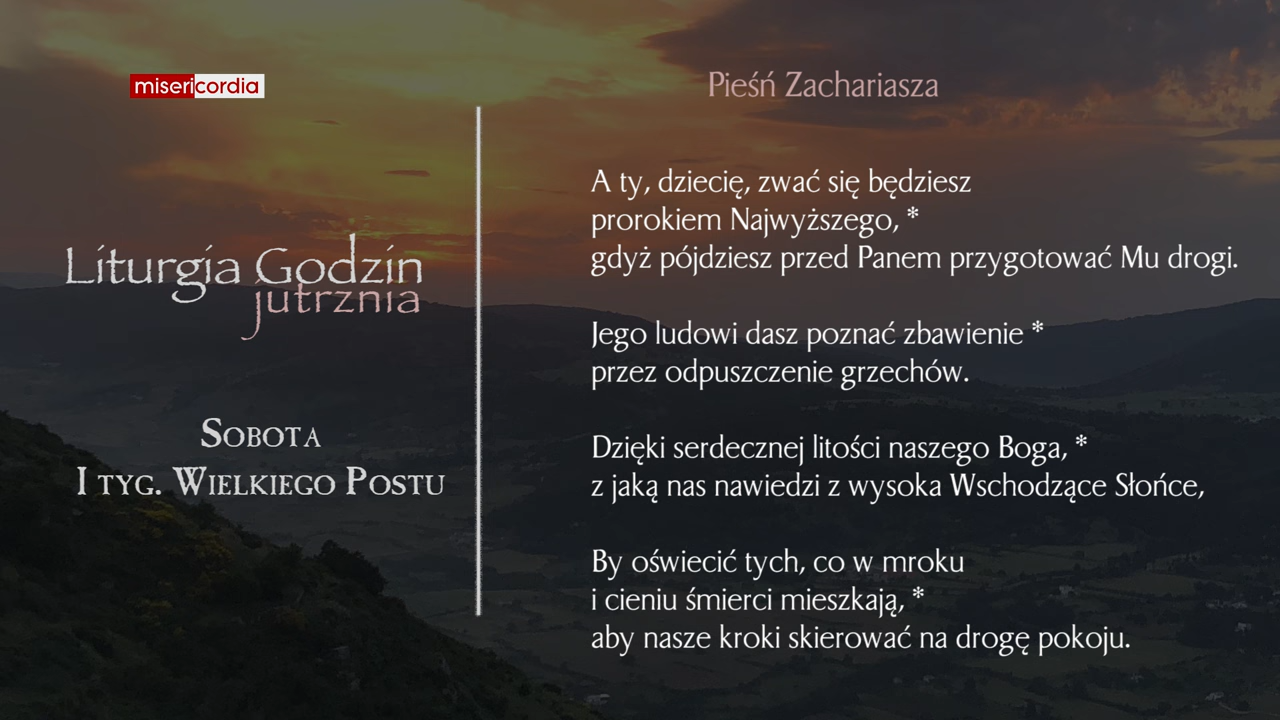 misericordia
Liturgia Godzin
jutrznia
Sobota
I tyg. Wielkiego Postu
Pieśń Zachariasza
A ty, dziecię, zwać się będziesz
prorokiem Najwyższego, *
gdyż pójdziesz przed Panem przygotować Mu drogi.
Jego ludowi dasz poznać zbawienie *
przez odpuszczenie grzechów.
Dzięki serdecznej litości naszego Boga, *
z jaką nas nawiedzi z wysoka Wschodzące Słońce,
By oświecić tych, co w mroku
i cieniu śmierci mieszkają, *
aby nasze kroki skierować na drogę pokoju.